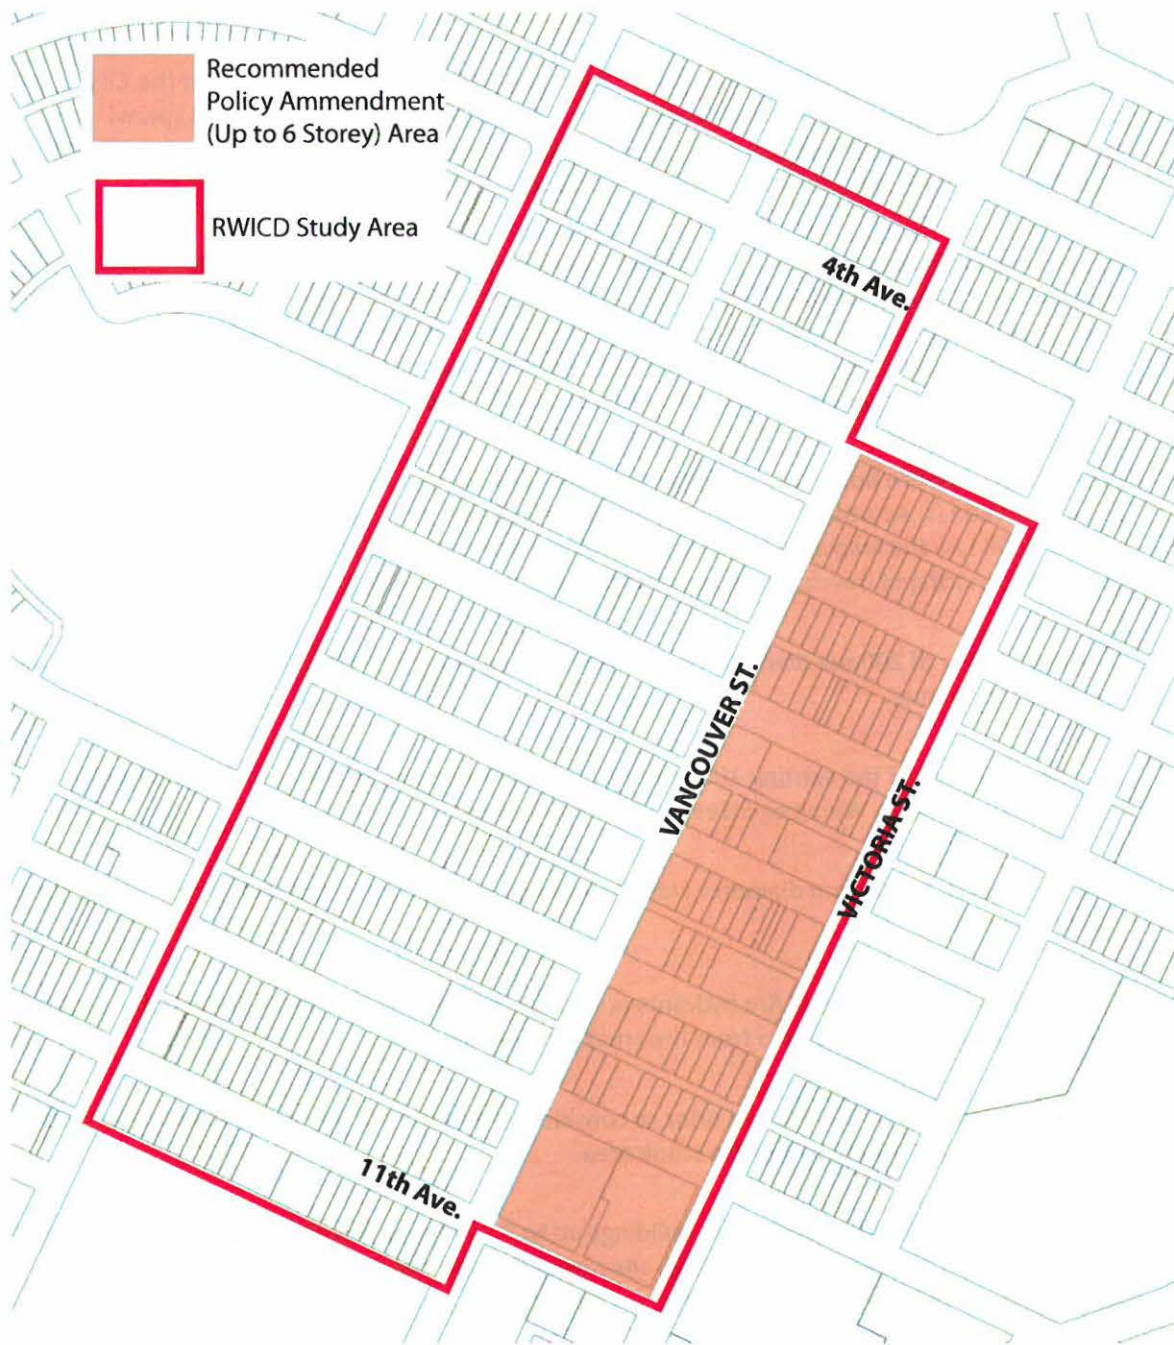 Recommended
Policy Ammendment
(Up to 6 Storey) Area
RWICD Study Area
4th Ave.
VANCOUVER ST.
VICTORIA ST.
11th Ave.